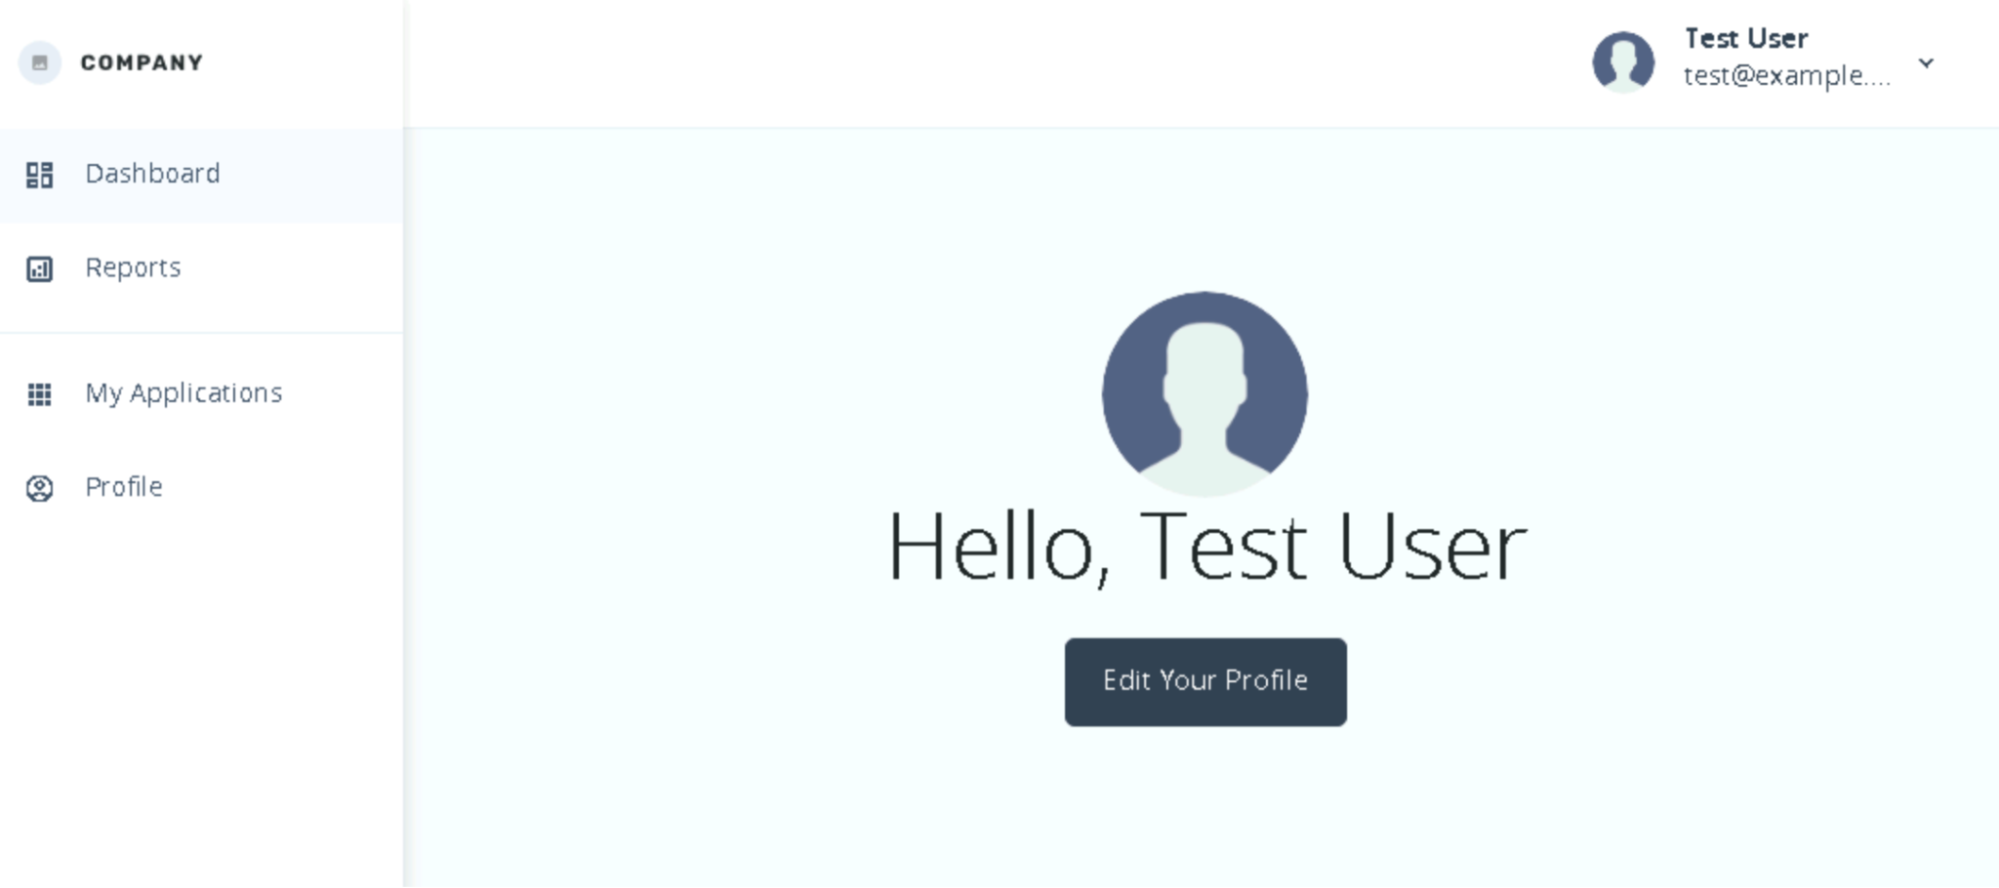 COMPANY
Test User
test@example....
Dashboard
Reports
My Applications
Profile
Hello, Test User
Edit Your Profile